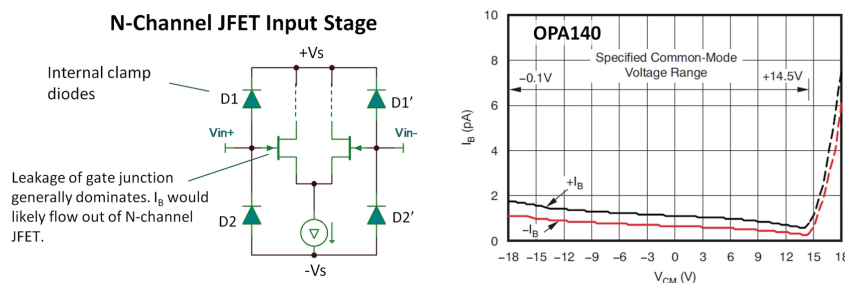 N-Channel JFET Input Stage
+Vs
Internal clamp
diodes
D1
D1'
Vin+
Vin-
Leakage of gate junction
generally dominates. IB would
likely flow out of N-channel
JFET.
D2
D2'
-Vs
OPA140
Specified Common-Mode
Voltage Range
−0.1V
+14.5V
+IB
−IB
IB (pA)
10
8
6
4
2
0
−18 −15 −12 −9 −6 −3 0 3 6 9 12 15 18
VCM (V)